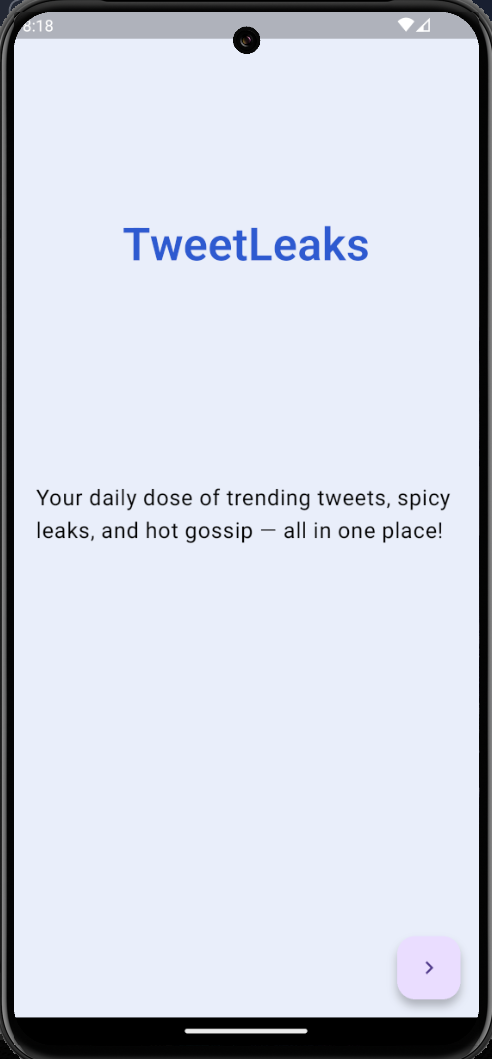 8:18
TweetLeaks
Your daily dose of trending tweets, spicy
leaks, and hot gossip — all in one place!